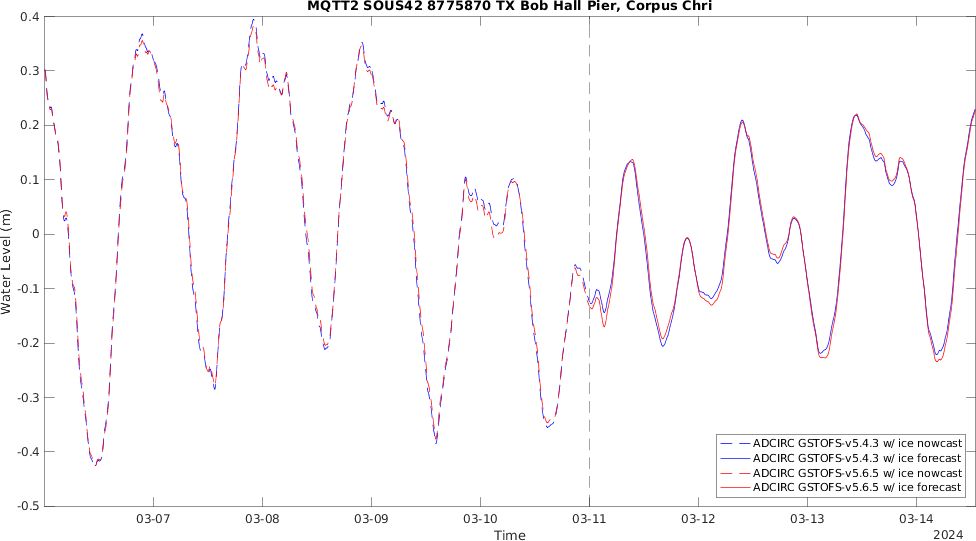 MQTT2 SOUS42 8775870 TX Bob Hall Pier, Corpus Chri
0.4
0.3
0.2
0.1
0
-0.1
-0.2
-0.3
-0.4
-0.5
Water Level (m)
03-07
03-08
03-09
03-10
03-11
03-12
03-13
03-14
Time
2024
ADCIRC GSTOFS-v5.4.3 w/ ice nowcast
ADCIRC GSTOFS-v5.4.3 w/ ice forecast
ADCIRC GSTOFS-v5.6.5 w/ ice nowcast
ADCIRC GSTOFS-v5.6.5 w/ ice forecast